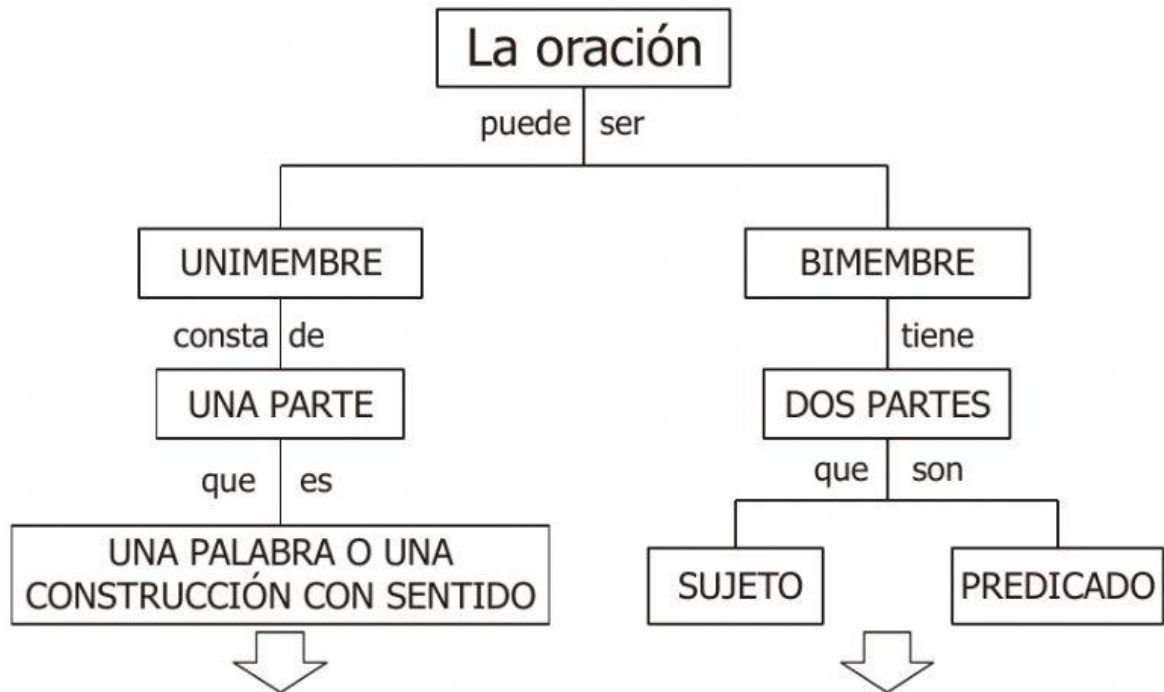 La oración
puede ser
UNIMEMBRE
BIMEMBRE
consta de
tiene
UNA PARTE
DOS PARTES
que es
que son
UNA PALABRA O UNA
CONSTRUCCIÓN CON SENTIDO
SUJETO
PREDICADO